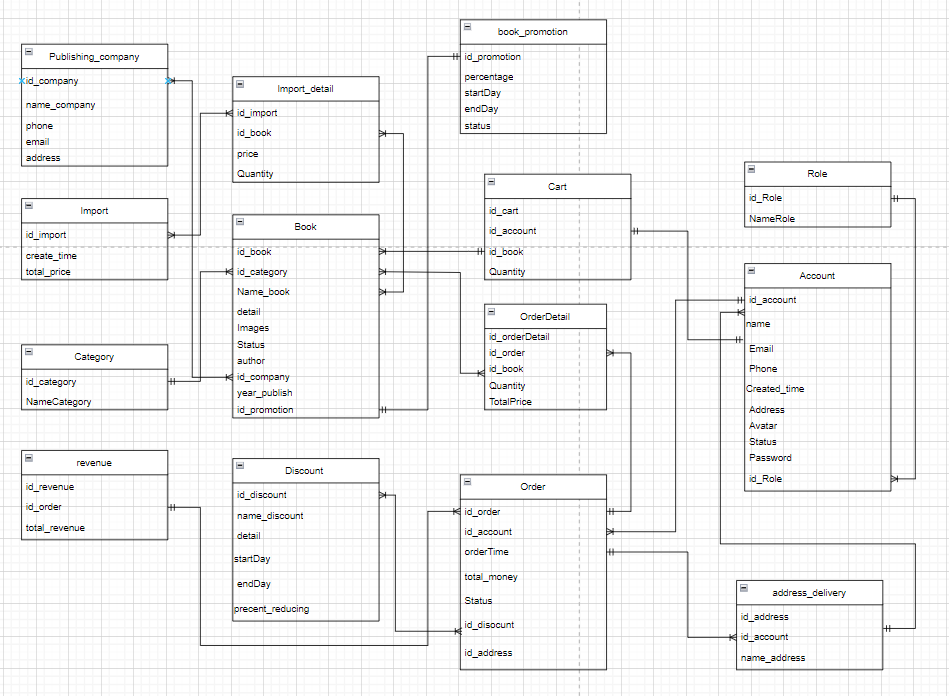 Publishing_company
id_company
name_company
phone
email
address
Import
id_import
create_time
total_price
Category
id_category
NameCategory
revenue
id_revenue
id_order
total_revenue
Import_detail
id_import
id_book
price
Quantity
Book
id_book
id_category
Name_book
detail
Images
Status
author
id_company
year_publish
id_promotion
Discount
id_discount
name_discount
detail
startDay
endDay
precent_reducing
book_promotion
id_promotion
percentage
startDay
endDay
status
Cart
id_cart
id_account
id_book
Quantity
OrderDetail
id_orderDetail
id_order
id_book
Quantity
TotalPrice
Order
id_order
id_account
orderTime
total_money
Status
id_disocunt
id_address
Role
id_Role
NameRole
Account
id_account
name
Email
Phone
Created_time
Address
Avatar
Status
Password
id_Role
address_delivery
id_address
id_account
name_address